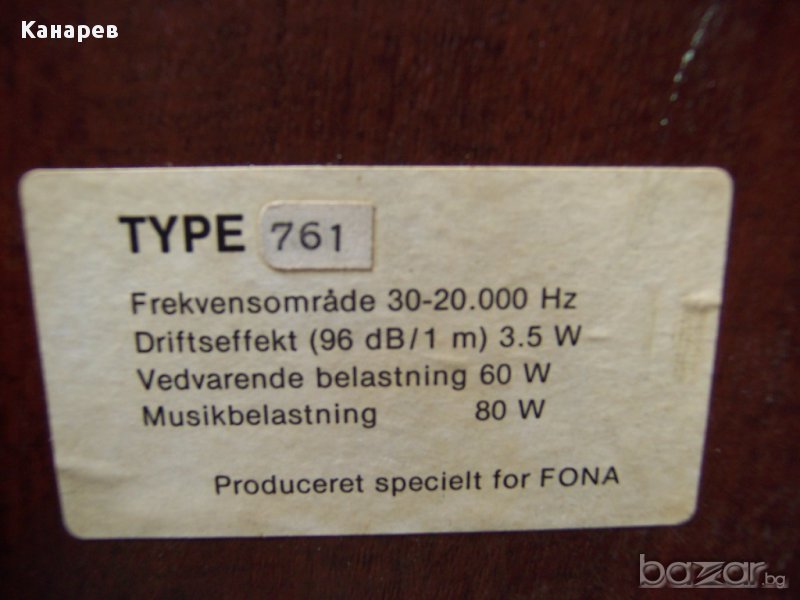 Канарев
TYPE 761
Frekvensområde 30-20.000 Hz
Driftseffekt (96 dB/1 m) 3.5 W
Vedvarende belastning 60 W
Musikbelastning 80 W
Produceret specielt for FONA
bazar.bg